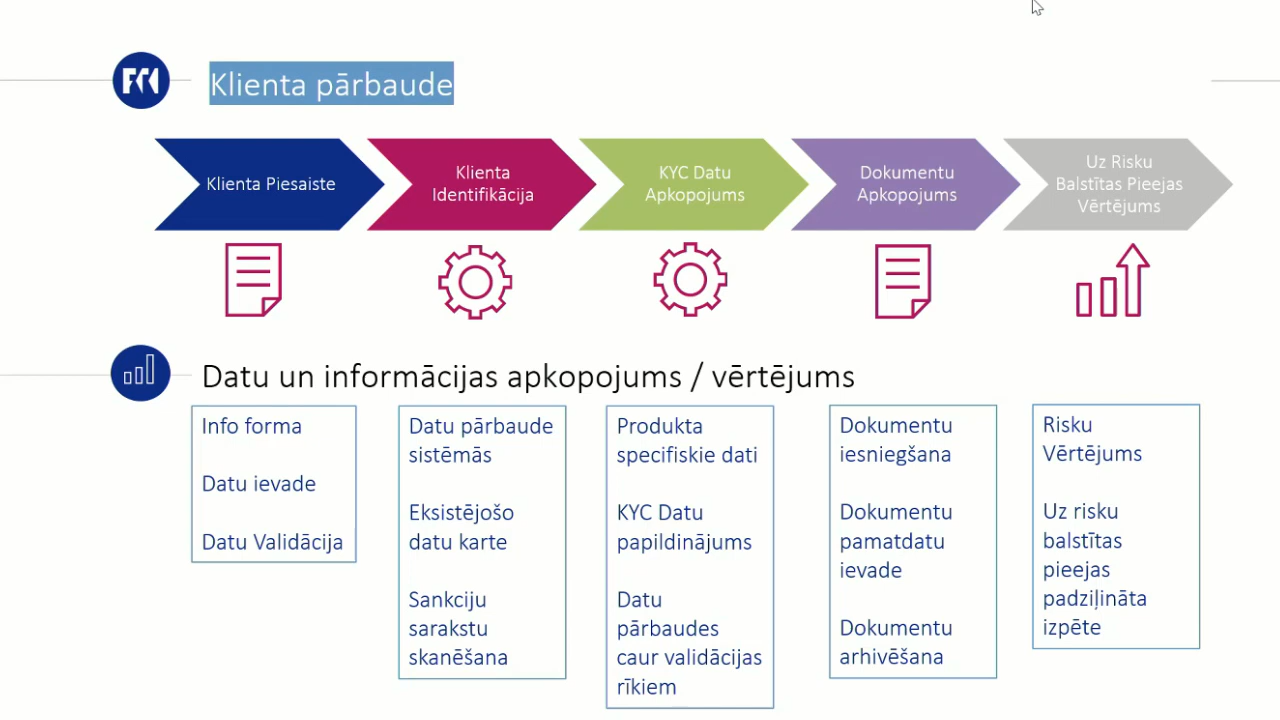 Klienta pārbaude
Klienta Piesaiste
Klienta
Identifikācija
KYC Datu
Apkopojums
Dokumentu
Apkopojums
Uz Risku
Balstītas Pieejas
Vērtējums
Datu un informācijas apkopojums / vērtējums
Info forma
Datu ievade
Datu Validācija
Datu pārbaude
sistēmās
Eksistējošo
datu karte
Sankciju
sarakstu
skanēšana
Produkta
specifiskie dati
KYC Datu
papildinājums
Datu
pārbaudes
caur validācijas
rīkiem
Dokumentu
iesniegšana
Dokumentu
pamatdatu
ievade
Dokumentu
arhivēšana
Risku
Vērtējums
Uz risku
balstītas
pieejas
padziļināta
izpēte